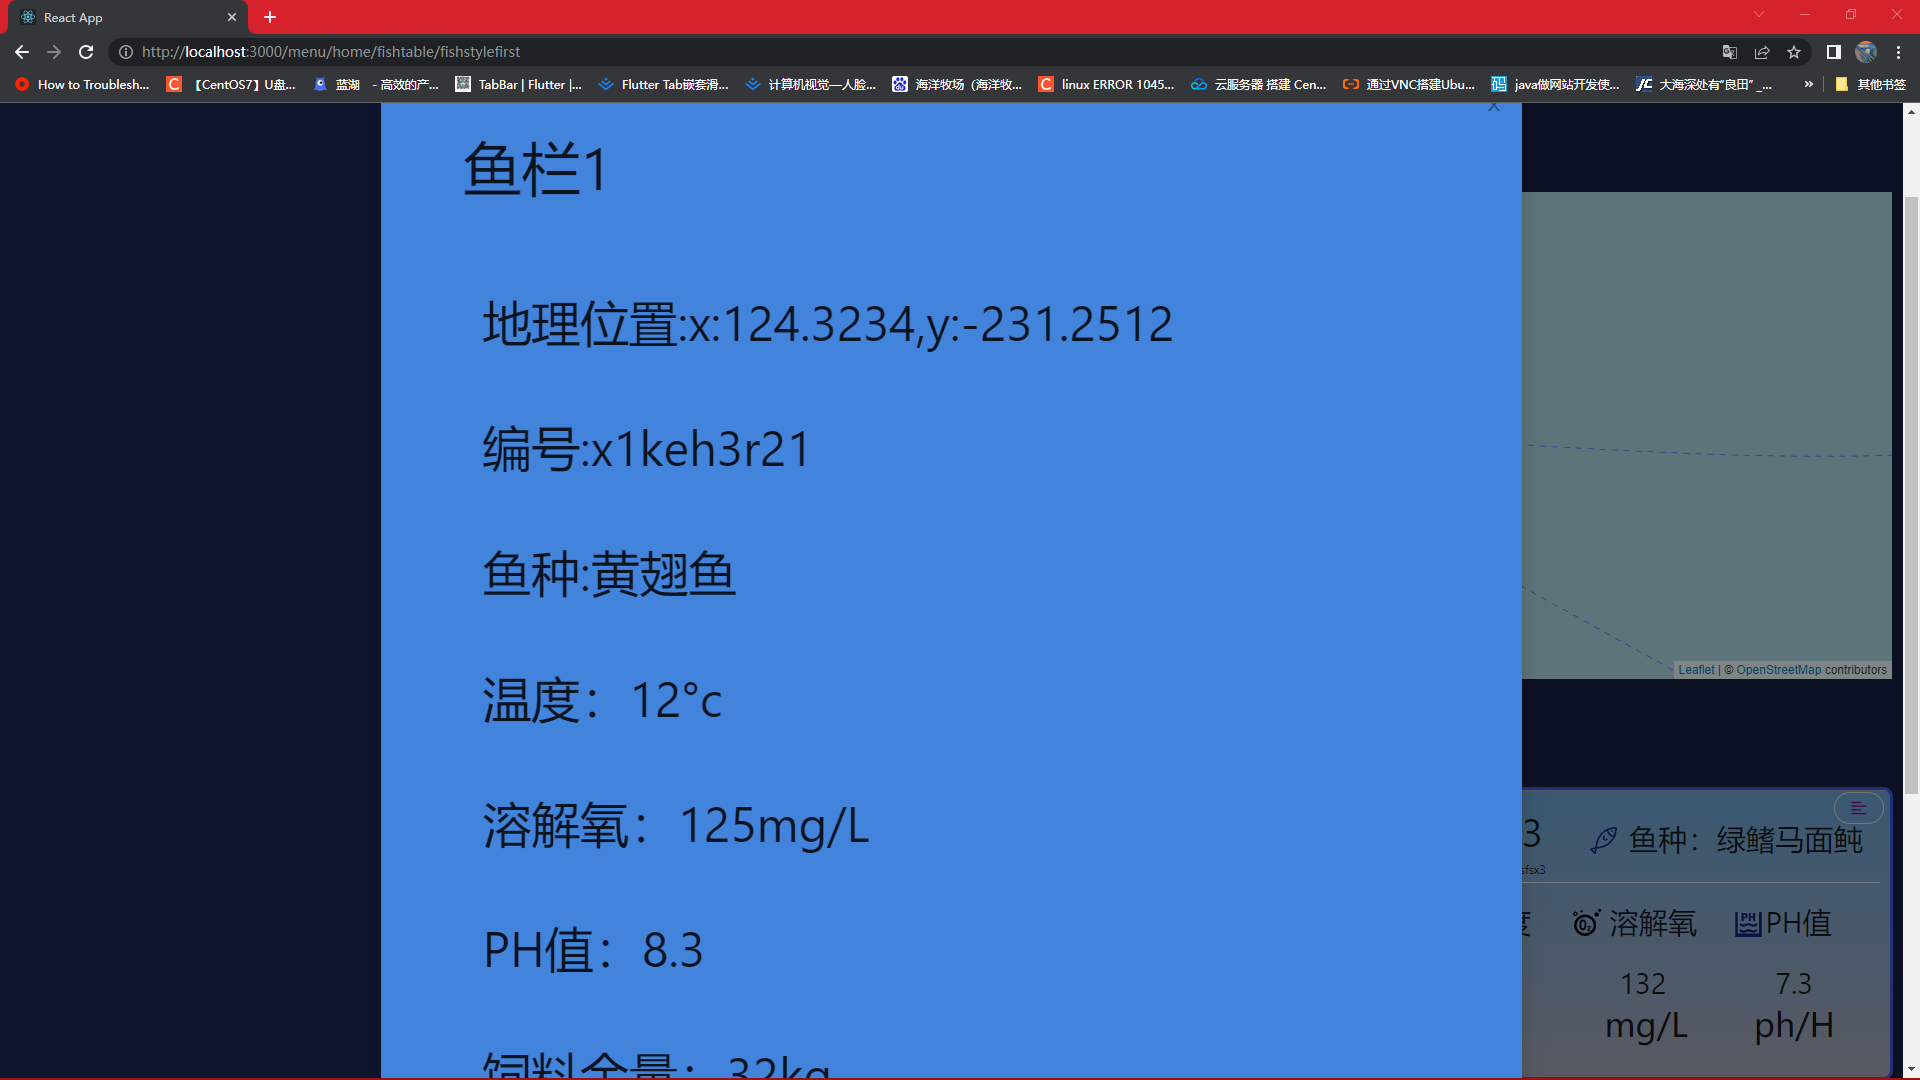 React App
http://localhost:3000/menu/home/fishtable/fishstylefirst
How to Troublesh...
【CentOS7】U盘...
蓝湖 - 高效的产...
TabBar | Flutter |...
Flutter Tab嵌套滑...
计算机视觉—人脸...
海洋牧场（海洋牧...
linux ERROR 1045...
云服务器 搭建 Cen...
通过VNC搭建Ubu...
java做网站开发使...
大海深处有“良田” _...
»
其他书签
X
鱼栏1
地理位置:x:124.3234,y:-231.2512
编号:x1keh3r21
鱼种:黄翅鱼
温度：12°c
溶解氧：125mg/L
PH值：8.3
饲料余量：32kg
Leaflet | © OpenStreetMap contributors
3
鱼种：绿鳍马面鲀
sfsx3
度
溶解氧
PH值
132
7.3
mg/L
ph/H